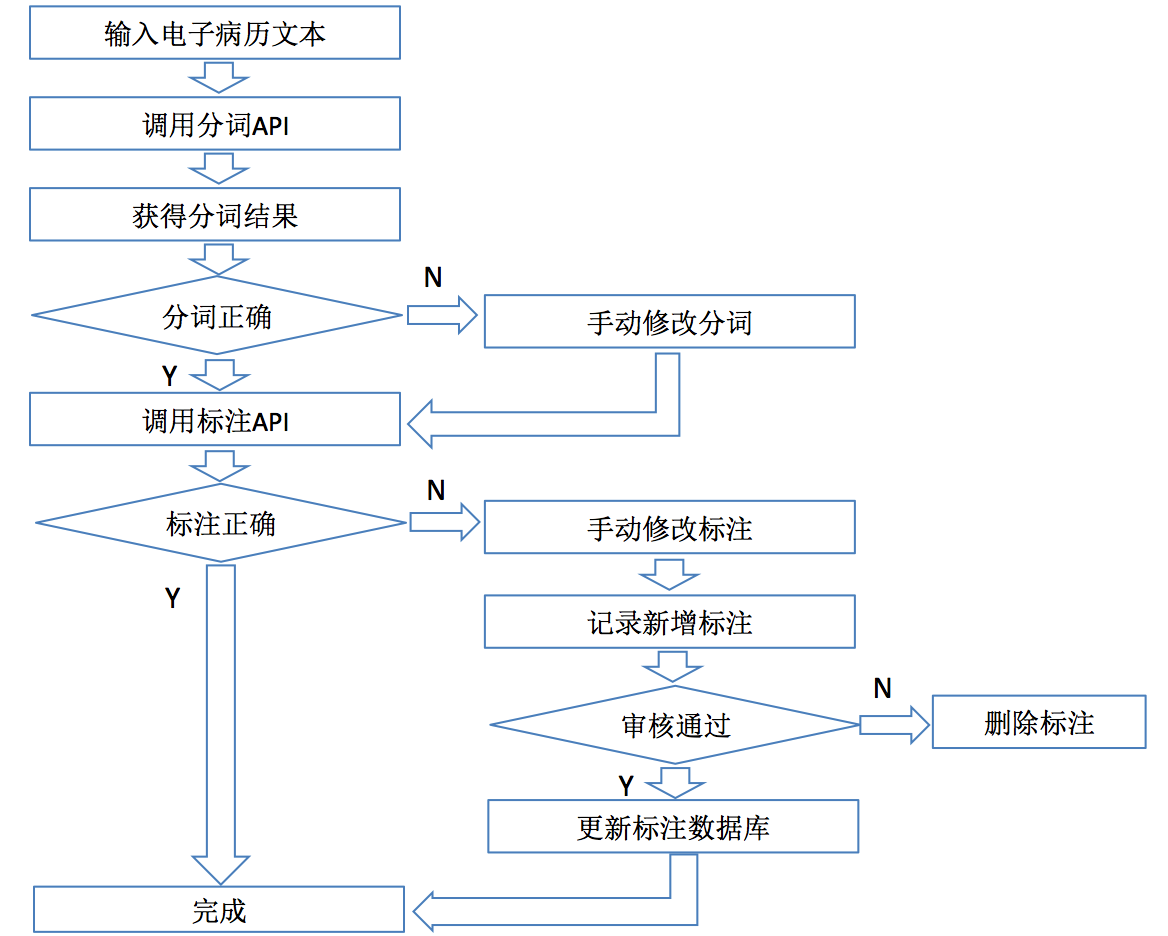 输入电子病历文本
调用分词API
获得分词结果
分词正确
N
手动修改分词
Y
调用标注API
标注正确
N
手动修改标注
Y
记录新增标注
审核通过
N
删除标注
Y
更新标注数据库
完成